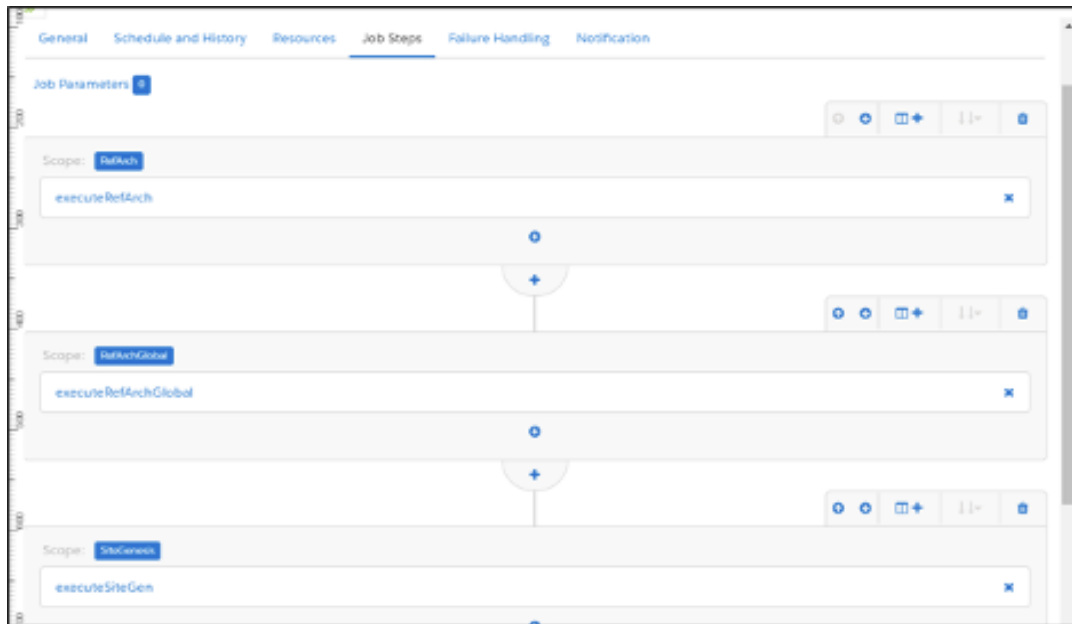 General Schedule and History Resources Job Steps Failure Handling Notification
Job Parameters 0
Scope: RefArch
executeRefArch
Scope: RefArchGlobal
executeRefArchGlobal
Scope: SiteGenesis
executeSiteGen